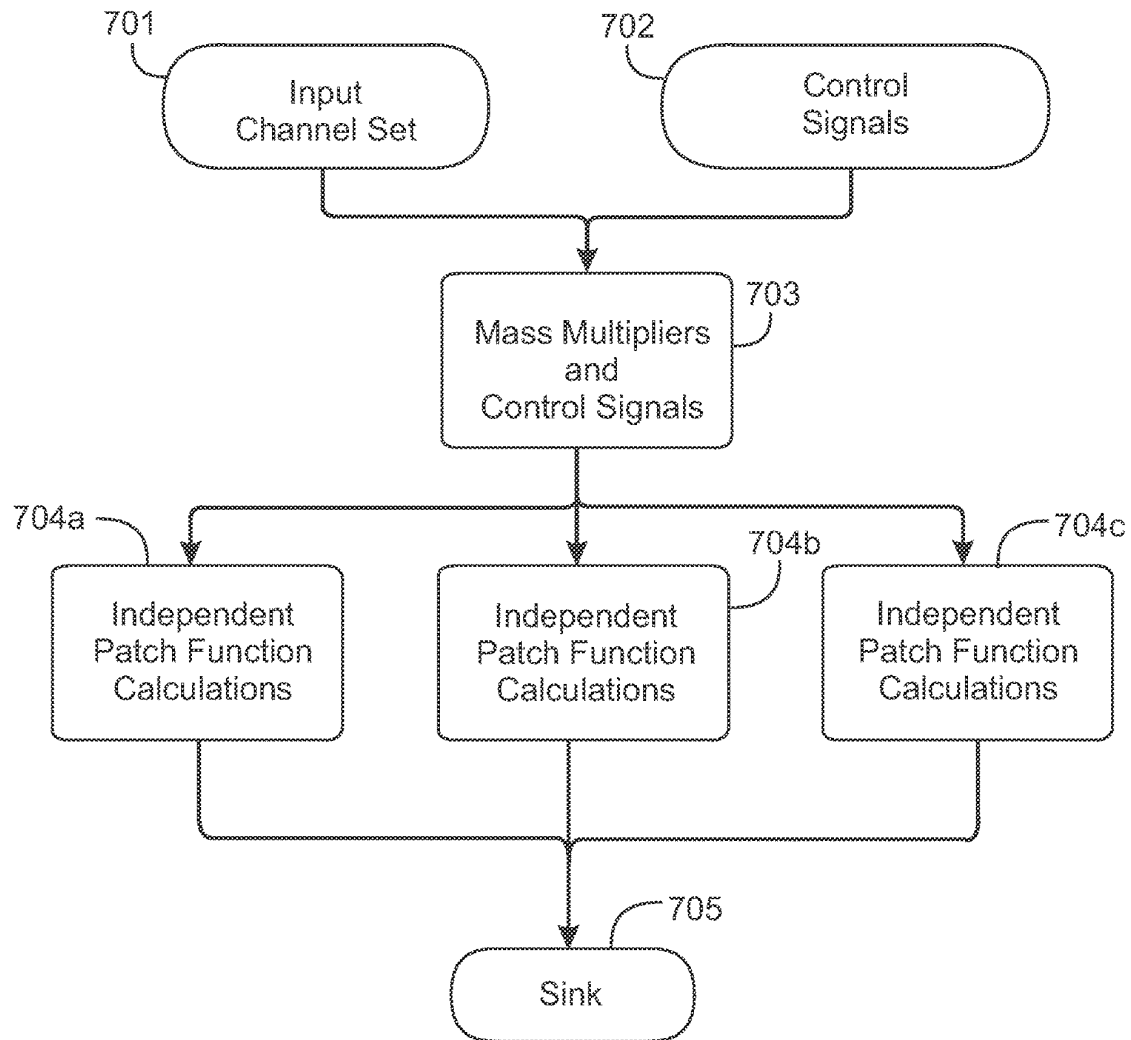 701
702
Input
Channel Set
Control
Signals
703
Mass Multipliers
and
Control Signals
704a
704b
704c
Independent
Patch Function
Calculations
Independent
Patch Function
Calculations
Independent
Patch Function
Calculations
705
Sink